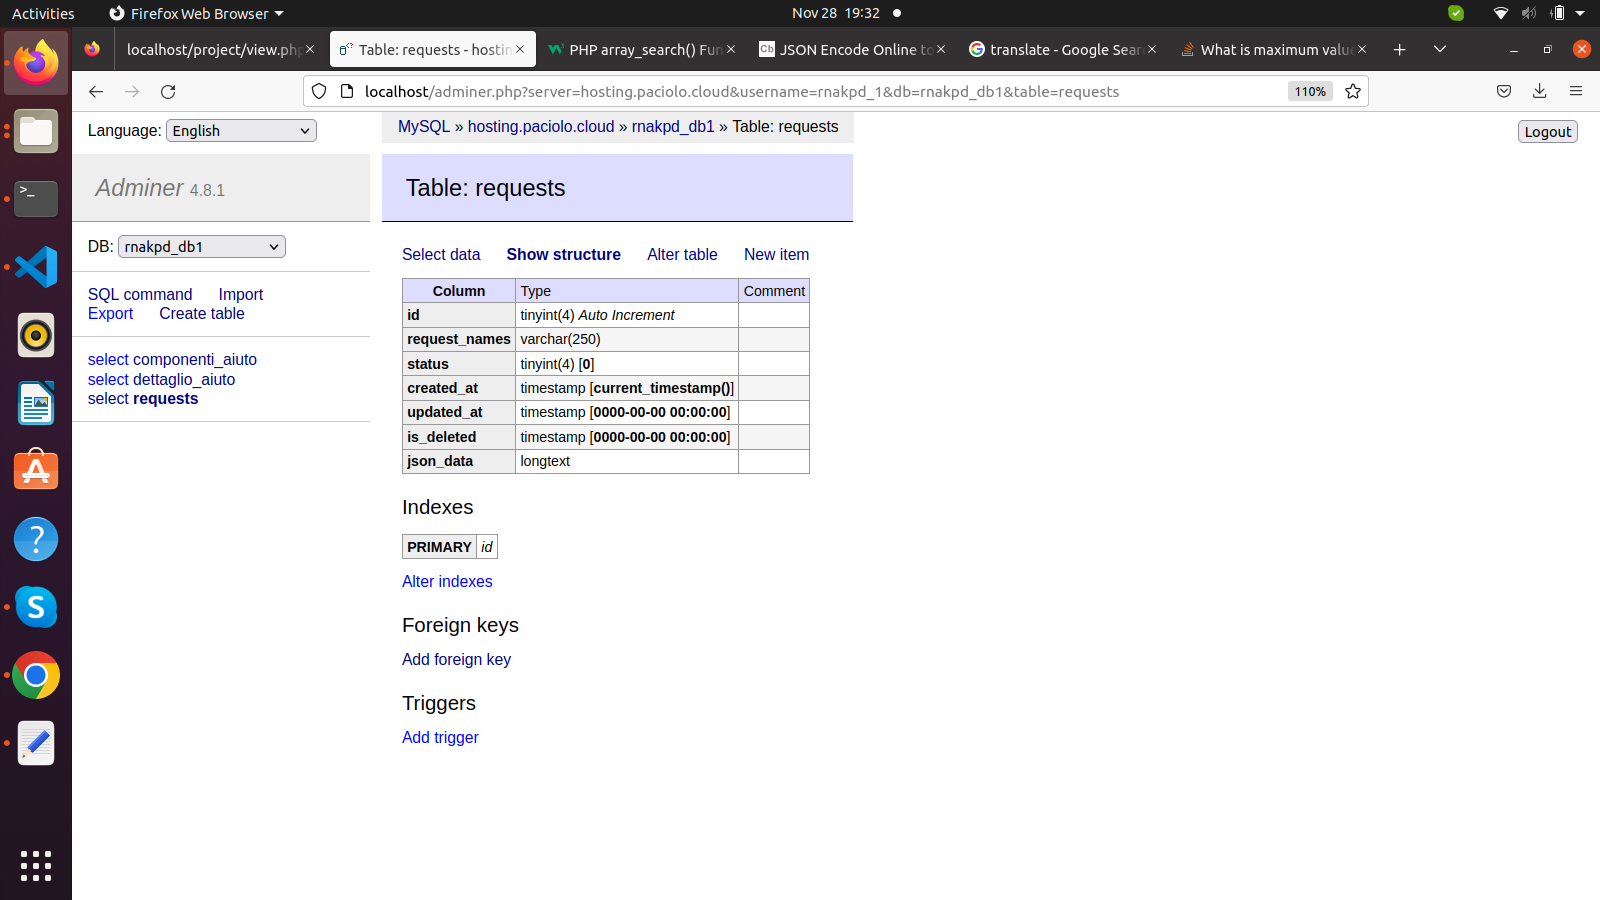 Activities
Firefox Web Browser
Nov 28 19:32
localhost/project/view.php
Table: requests - hostin
PHP array_search() Fun
Cb JSON Encode Online to
translate - Google Sear
What is maximum value
localhost/adminer.php?server=hosting.paciolo.cloud&username=rnakpd_1&db=rnakpd_db1&table=requests
110%
Language: English
MySQL » hosting.paciolo.cloud » rnakpd_db1 » Table: requests
Logout
Adminer 4.8.1
Table: requests
DB: rnakpd_db1
SQL command Import
Export Create table
select componenti_aiuto
select dettaglio_aiuto
select requests
Select data Show structure Alter table New item
Column Type Comment
id tinyint(4) Auto Increment
request_names varchar(250)
status tinyint(4) [0]
created_at timestamp [current_timestamp()]
updated_at timestamp [0000-00-00 00:00:00]
is_deleted timestamp [0000-00-00 00:00:00]
json_data longtext
Indexes
PRIMARY id
Alter indexes
Foreign keys
Add foreign key
Triggers
Add trigger